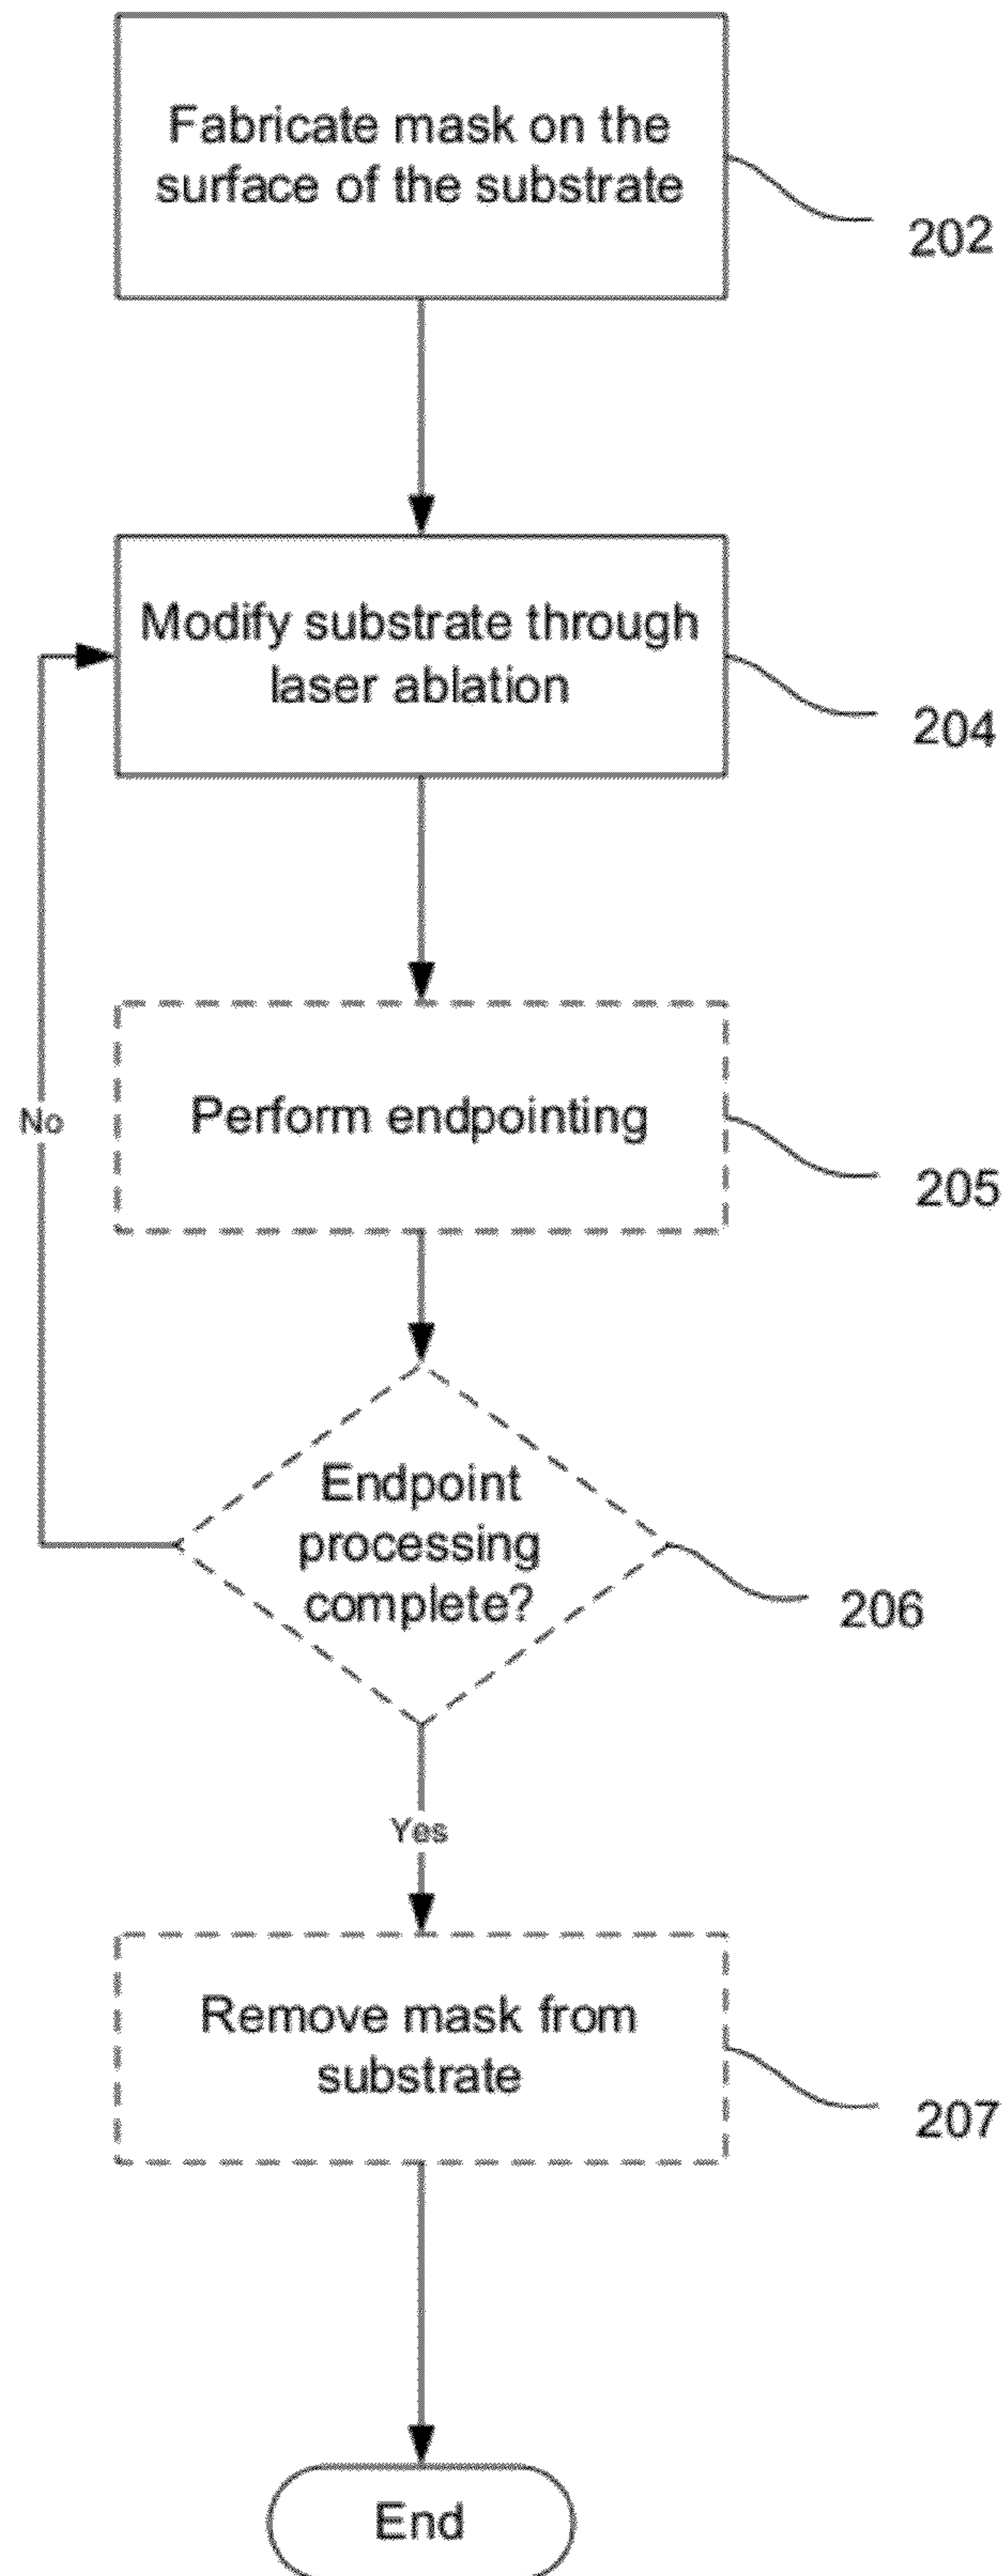 Fabricate mask on the
surface of the substrate
202
Modify substrate through
laser ablation
204
Perform endpointing
No
205
Endpoint
processing
complete?
206
Yes
Remove mask from
substrate
207
End